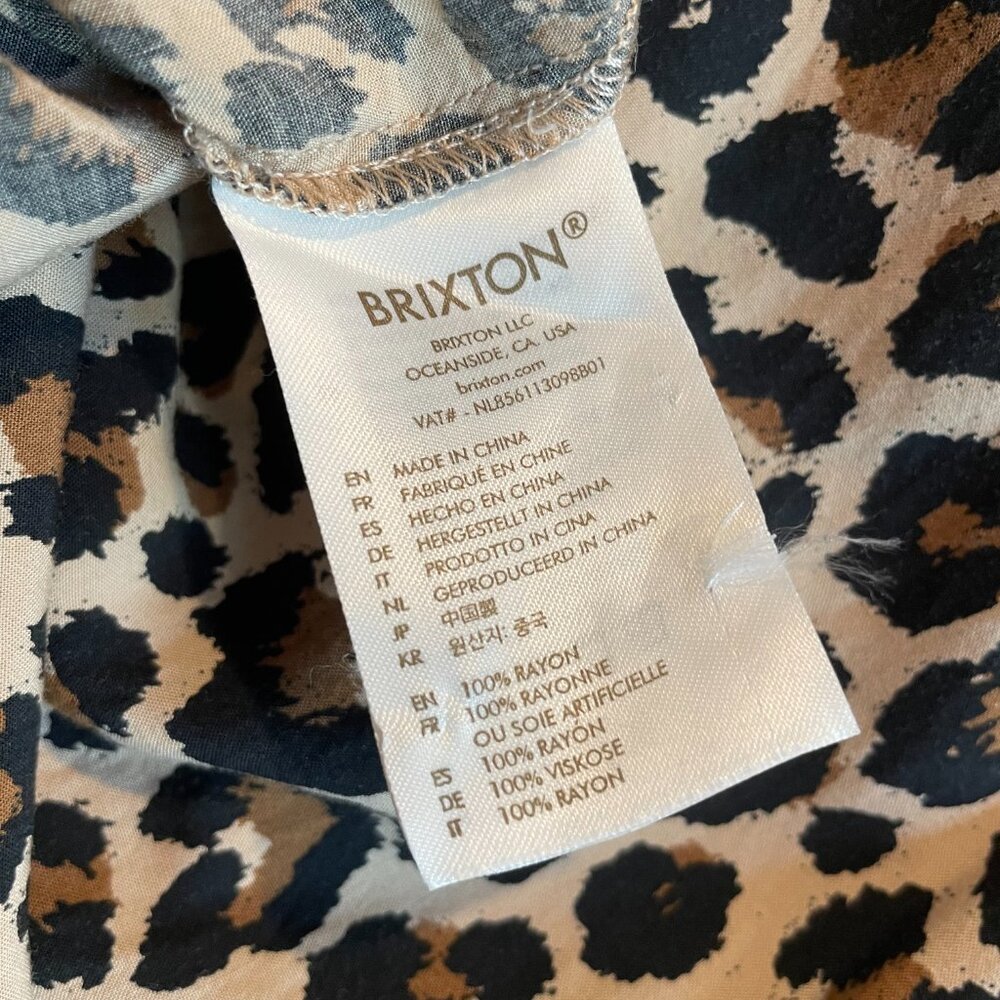 BRIXTON®
BRIXTON LLC
OCEANSIDE, CA. USA
brixton.com
VAT# - NL856113098B01
EN MADE IN CHINA
FR FABRIQUÉ EN CHINE
ES HECHO EN CHINA
DE HERGESTELLT IN CHINA
IT PRODOTTO IN CINA
NL GEPRODUCEERD IN CHINA
JP 中国製
KR 원산지: 중국
EN 100% RAYON
FR 100% RAYONNE
OU SOIE ARTIFICIELLE
ES 100% RAYÓN
DE 100% VISKOSE
IT 100% RAYON